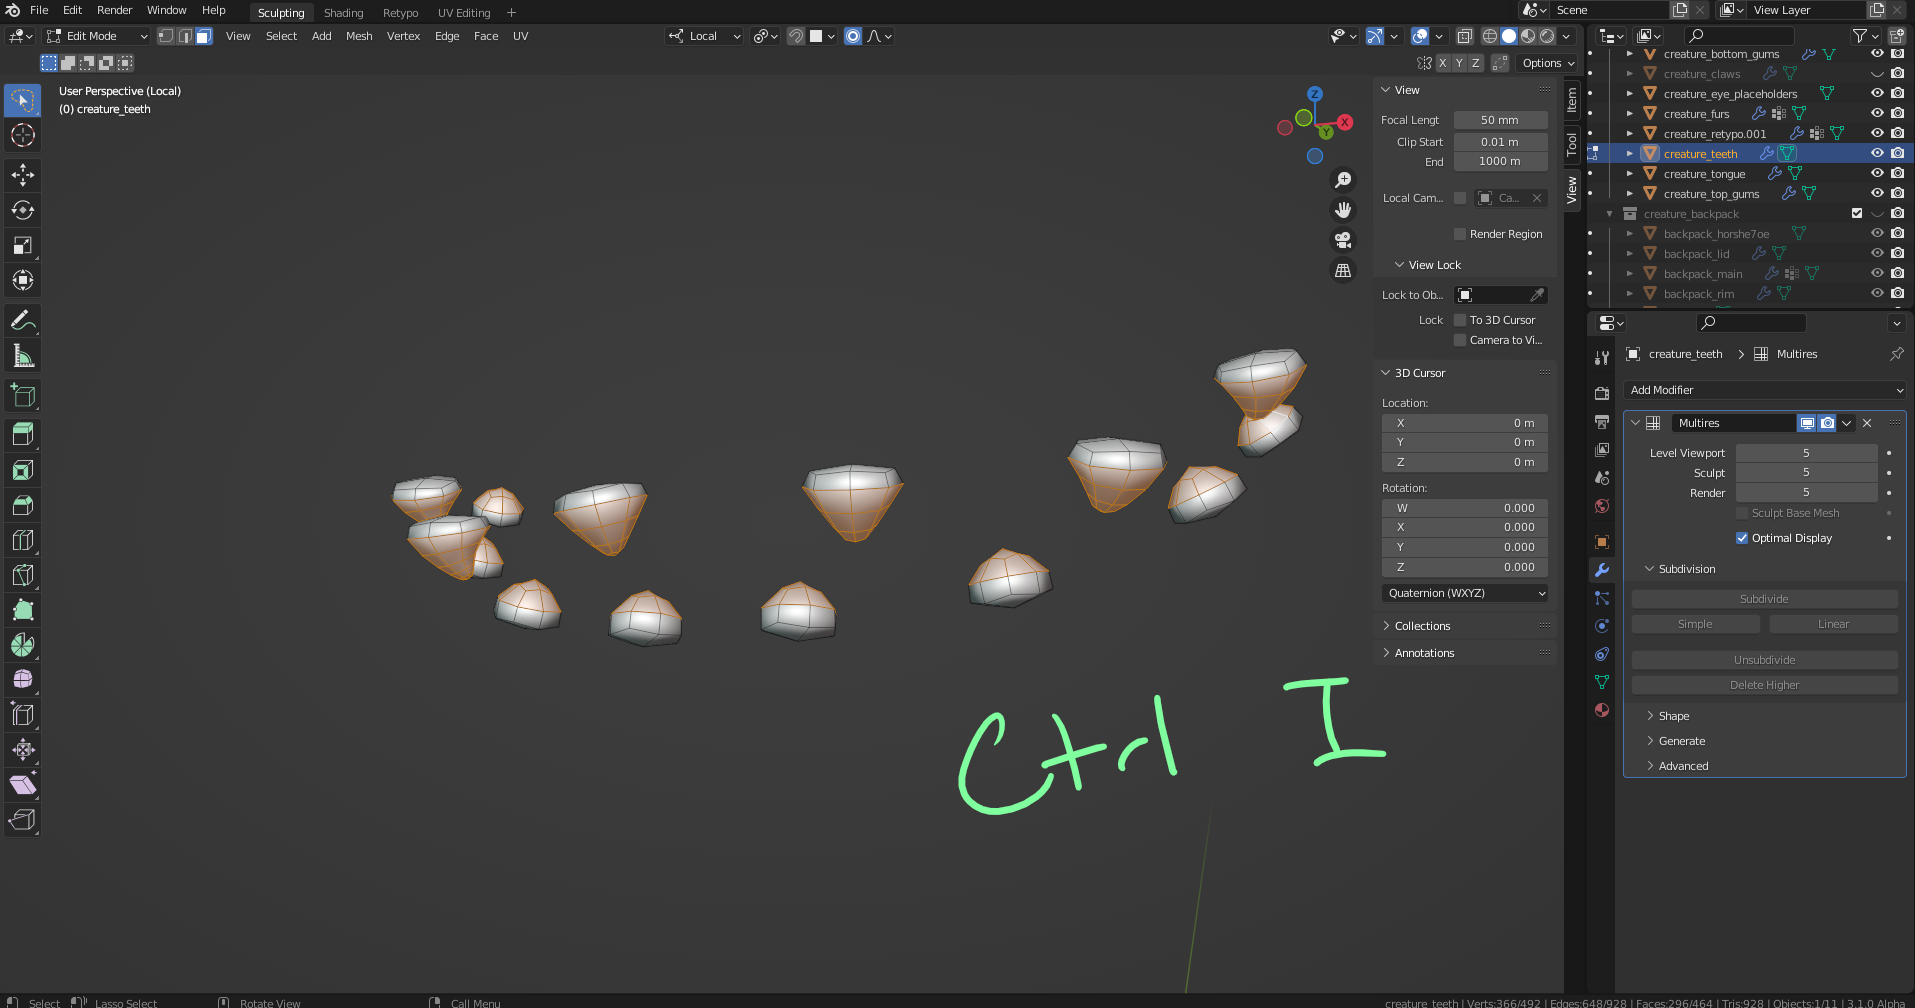 File Edit Render Window Help Sculpting Shading Retypo UV Editing + Scene View Layer
Edit Mode View Select Add Mesh Vertex Edge Face UV Local
X Y Z Options
User Perspective (Local)
(0) creature_teeth
Z
X
Y
View
Focal Lengt 50 mm
Clip Start 0.01 m
End 1000 m
Local Cam... Ca...
Render Region
View Lock
Lock to Ob...
Lock To 3D Cursor
Camera to Vi...
3D Cursor
Location:
X 0 m
Y 0 m
Z 0 m
Rotation:
W 0.000
X 0.000
Y 0.000
Z 0.000
Quaternion (WXYZ)
Collections
Annotations
Item
Tool
View
creature_bottom_gums
creature_claws
creature_eye_placeholders
creature_furs
creature_retypo.001
creature_teeth
creature_tongue
creature_top_gums
creature_backpack
backpack_horshe7oe
backpack_lid
backpack_main
backpack_rim
creature_teeth > Multires
Add Modifier
Multires
Level Viewport 5
Sculpt 5
Render 5
Sculpt Base Mesh
Optimal Display
Subdivision
Subdivide
Simple Linear
Unsubdivide
Delete Higher
Shape
Generate
Advanced
Ctrl I
Select Lasso Select Rotate View Call Menu
creature_teeth | Verts:366/492 | Edges:648/928 | Faces:296/464 | Tris:928 | Objects:1/11 | 3.1.0 Alpha